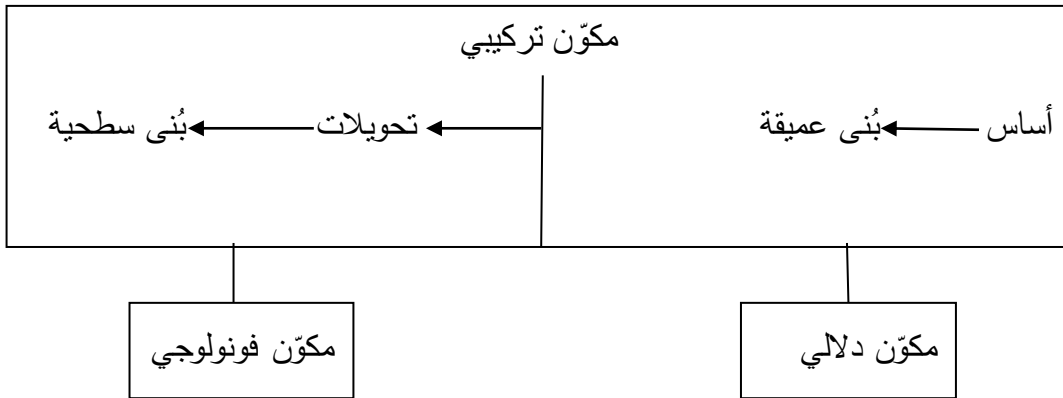 مكوّن تركيبي
أساس بُنى عميقة تحويلات بُنى سطحية
مكوّن دلالي مكوّن فونولوجي